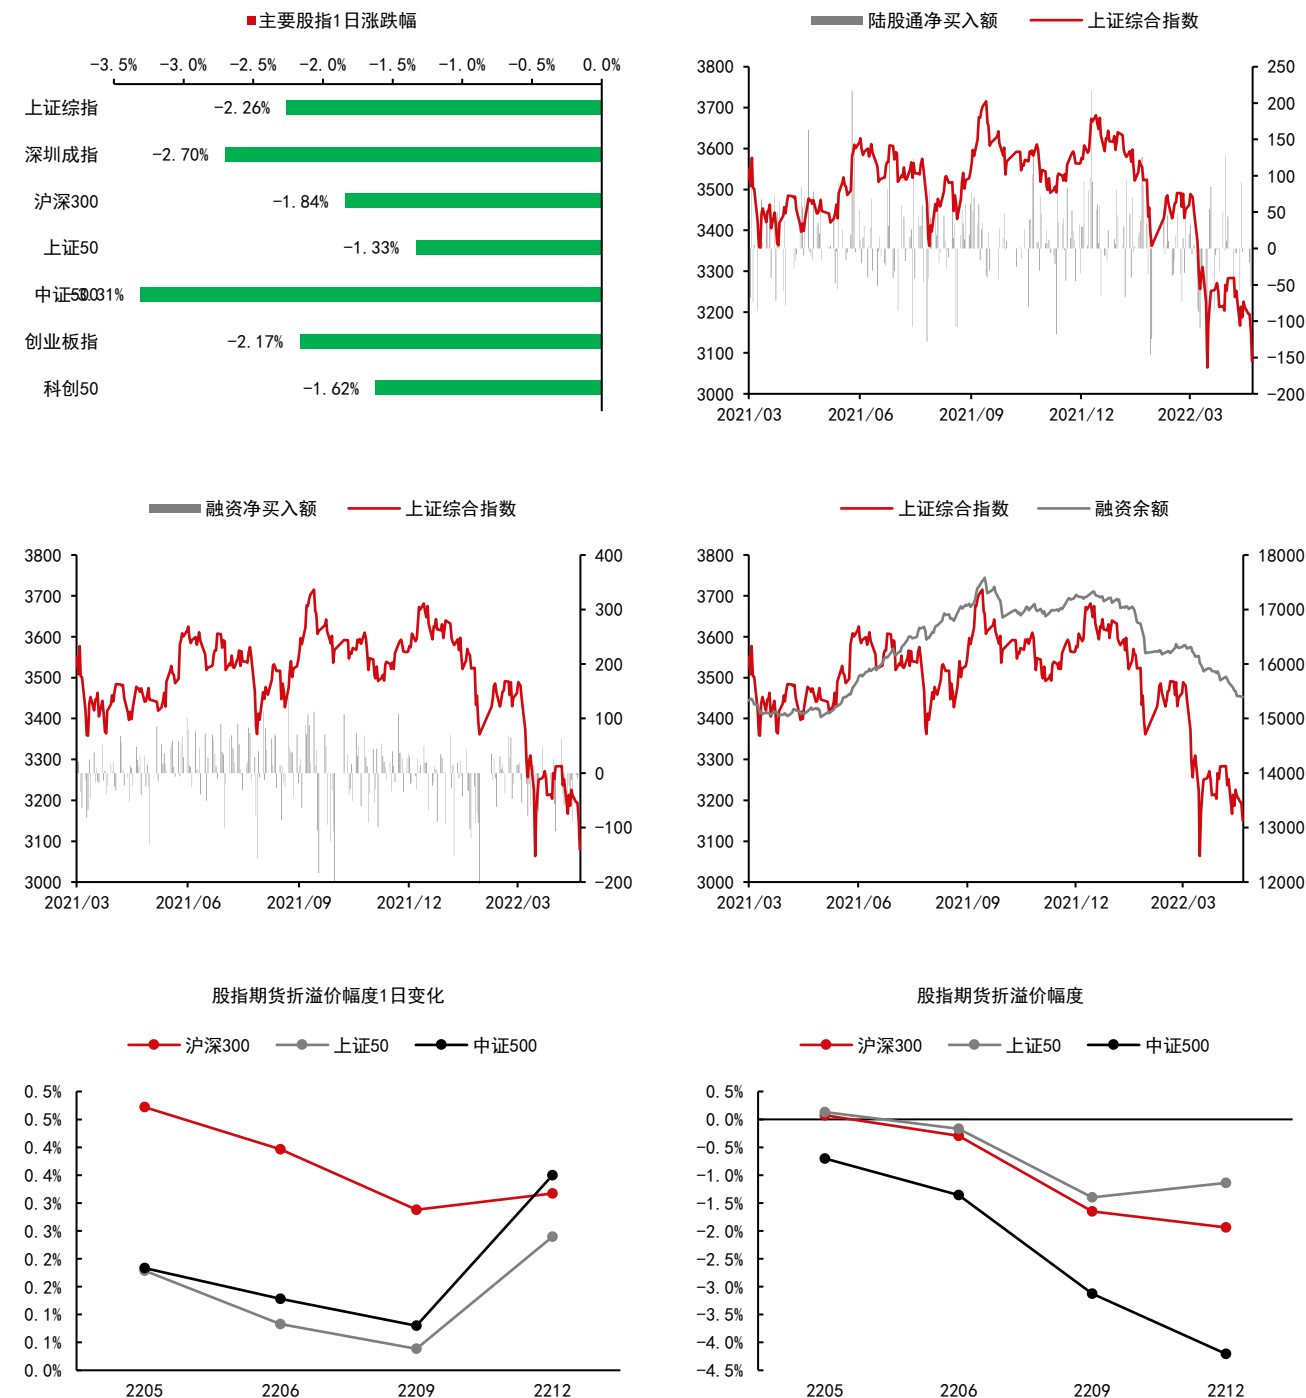 主要股指1日涨跌幅
-3.5% -3.0% -2.5% -2.0% -1.5% -1.0% -0.5% 0.0%
上证综指 -2.26%
深圳成指 -2.70%
沪深300 -1.84%
上证50 -1.33%
中证500 -3.31%
创业板指 -2.17%
科创50 -1.62%
陆股通净买入额 上证综合指数
3800 250
3700 200
3600 150
3500 100
3400 50
3300 0
3200 -50
3100 -100
3000 -150
-200
2021/03 2021/06 2021/09 2021/12 2022/03
融资净买入额 上证综合指数
3800 400
3700 300
3600 200
3500 100
3400 0
3300 -100
3200 -200
3100
3000
2021/03 2021/06 2021/09 2021/12 2022/03
上证综合指数 融资余额
3800 18000
3700 17000
3600 16000
3500 15000
3400 14000
3300 13000
3200 12000
3100
3000
2021/03 2021/06 2021/09 2021/12 2022/03
股指期货折溢价幅度1日变化
沪深300 上证50 中证500
0.5%
0.5%
0.4%
0.4%
0.3%
0.3%
0.2%
0.2%
0.1%
0.1%
0.0%
2205 2206 2209 2212
股指期货折溢价幅度
沪深300 上证50 中证500
0.5%
0.0%
-0.5%
-1.0%
-1.5%
-2.0%
-2.5%
-3.0%
-3.5%
-4.0%
-4.5%
2205 2206 2209 2212